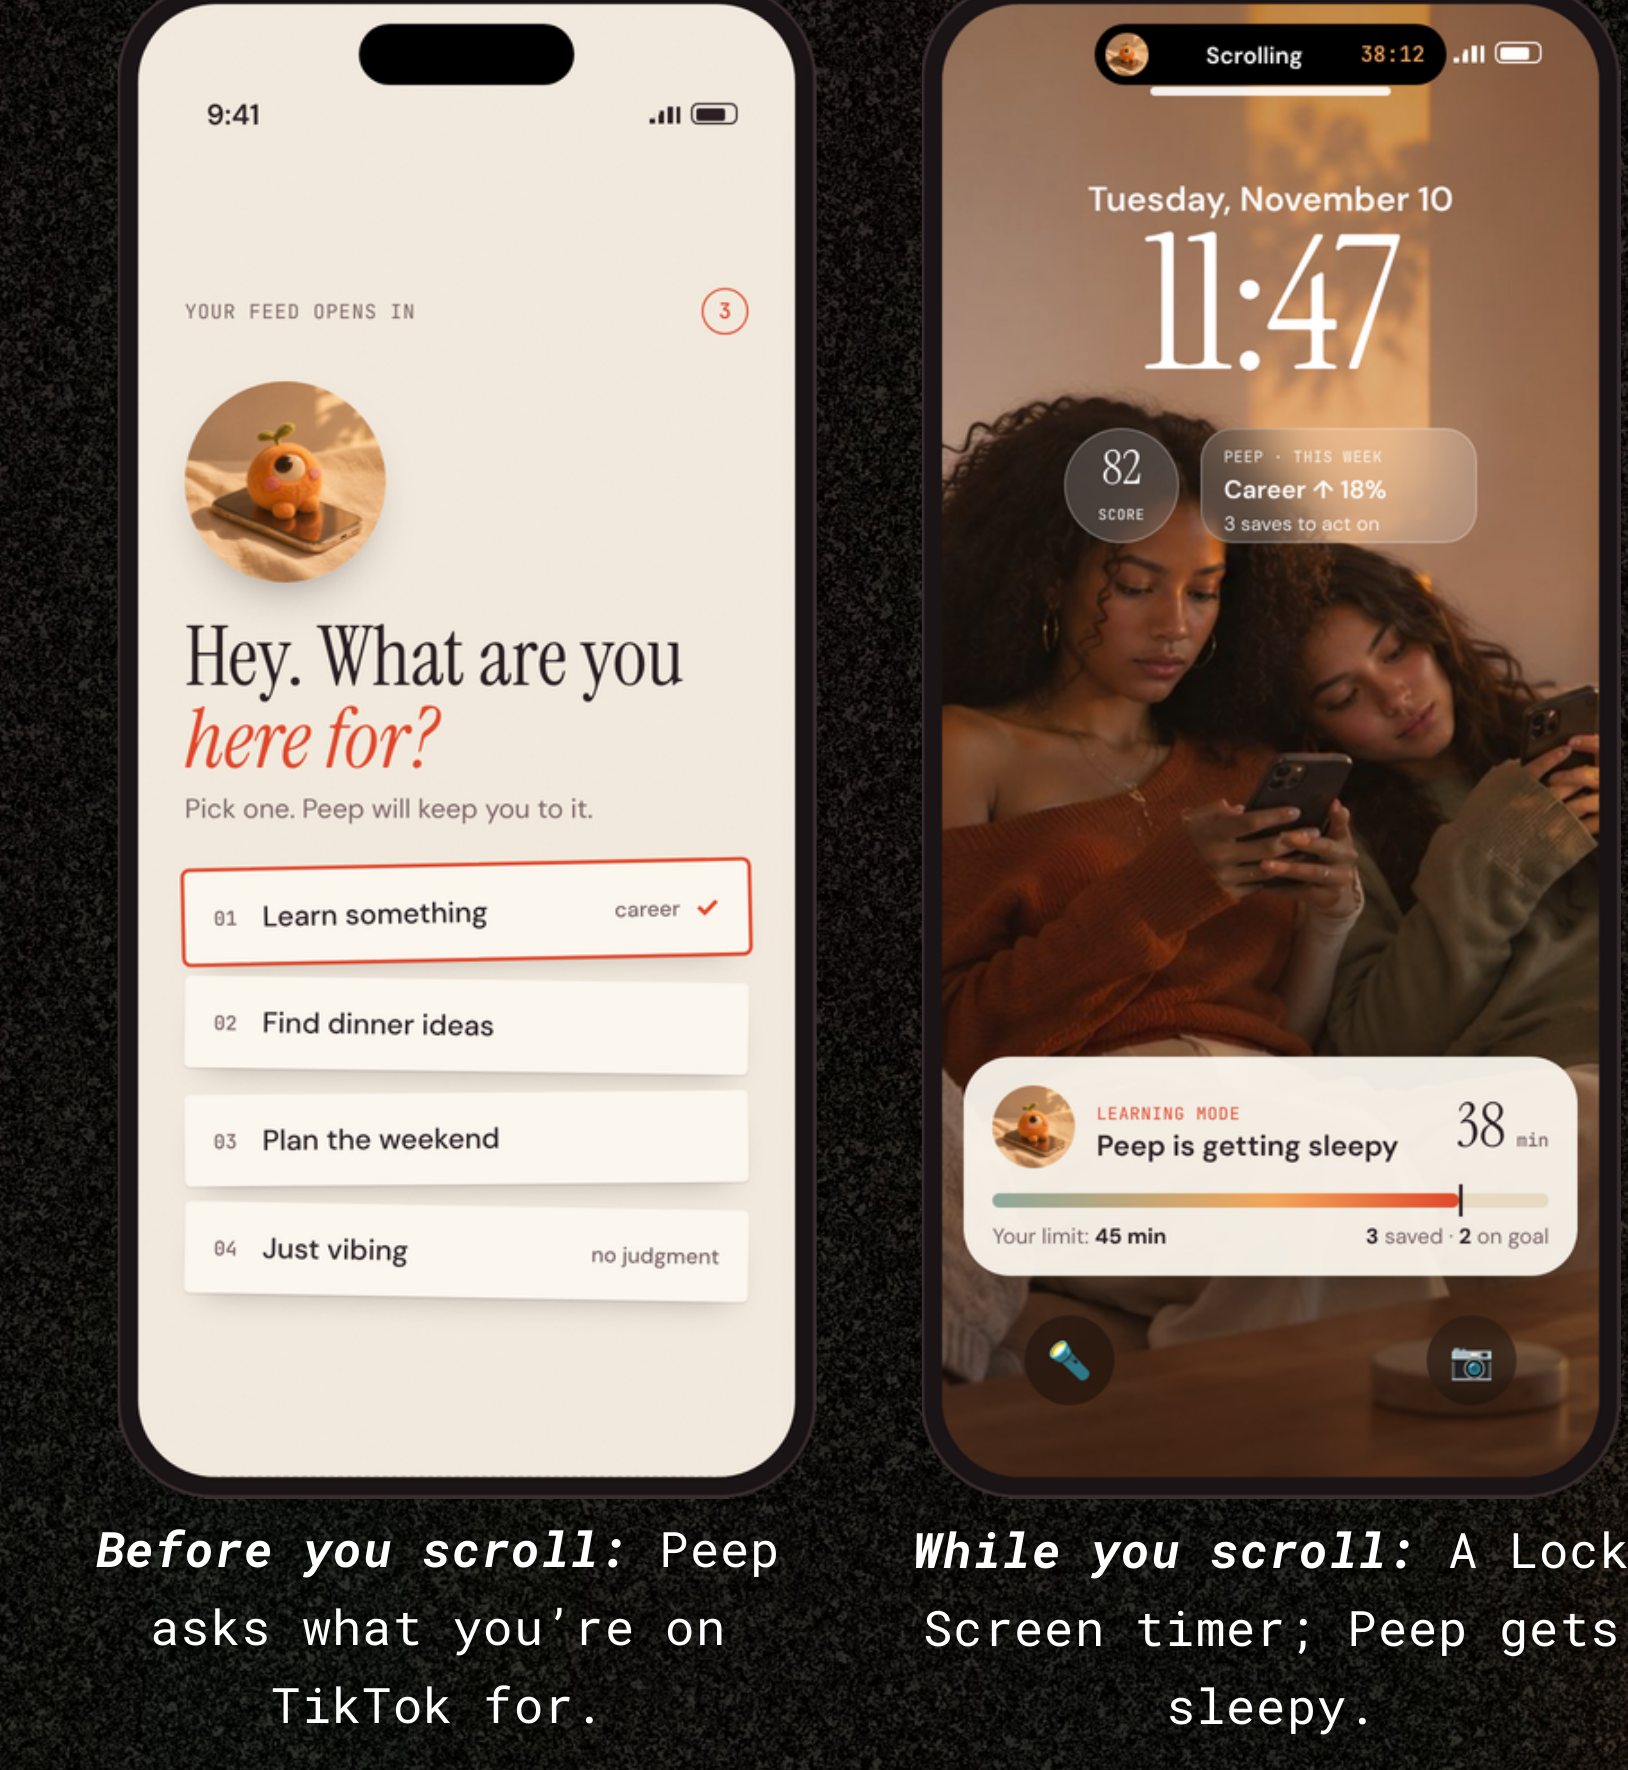 9:41
YOUR FEED OPENS IN
3
Hey. What are you
here for?
Pick one. Peep will keep you to it.
01 Learn something career
02 Find dinner ideas
03 Plan the weekend
04 Just vibing no judgment
Before you scroll: Peep
asks what you’re on
TikTok for.
Scrolling 38:12
Tuesday, November 10
11:47
82
SCORE
PEEP · THIS WEEK
Career ↑ 18%
3 saves to act on
LEARNING MODE
Peep is getting sleepy
38 min
Your limit: 45 min
3 saved · 2 on goal
While you scroll: A Lock
Screen timer; Peep gets
sleepy.